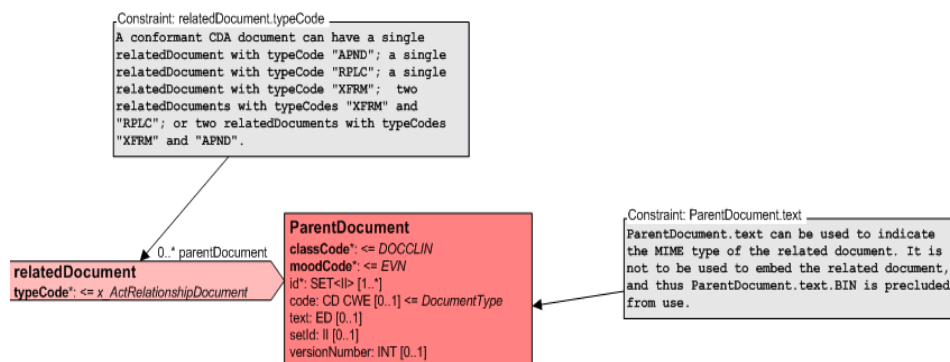 Constraint: relatedDocument.typeCode
A conformant CDA document can have a single
relatedDocument with typeCode "APND"; a single
relatedDocument with typeCode "RPLC"; a single
relatedDocument with typeCode "XFRM";  two
relatedDocuments with typeCodes "XFRM" and
"RPLC"; or two relatedDocuments with typeCodes
"XFRM" and "APND".
0..* parentDocument
relatedDocument
typeCode*: <= x_ActRelationshipDocument
ParentDocument
classCode*: <= DOCCLIN
moodCode*: <= EVN
id*: SET<II> [1..*]
code: CD CWE [0..1] <= DocumentType
text: ED [0..1]
setId: II [0..1]
versionNumber: INT [0..1]
Constraint: ParentDocument.text
ParentDocument.text can be used to indicate
the MIME type of the related document. It is
not to be used to embed the related document,
and thus ParentDocument.text.BIN is precluded
from use.